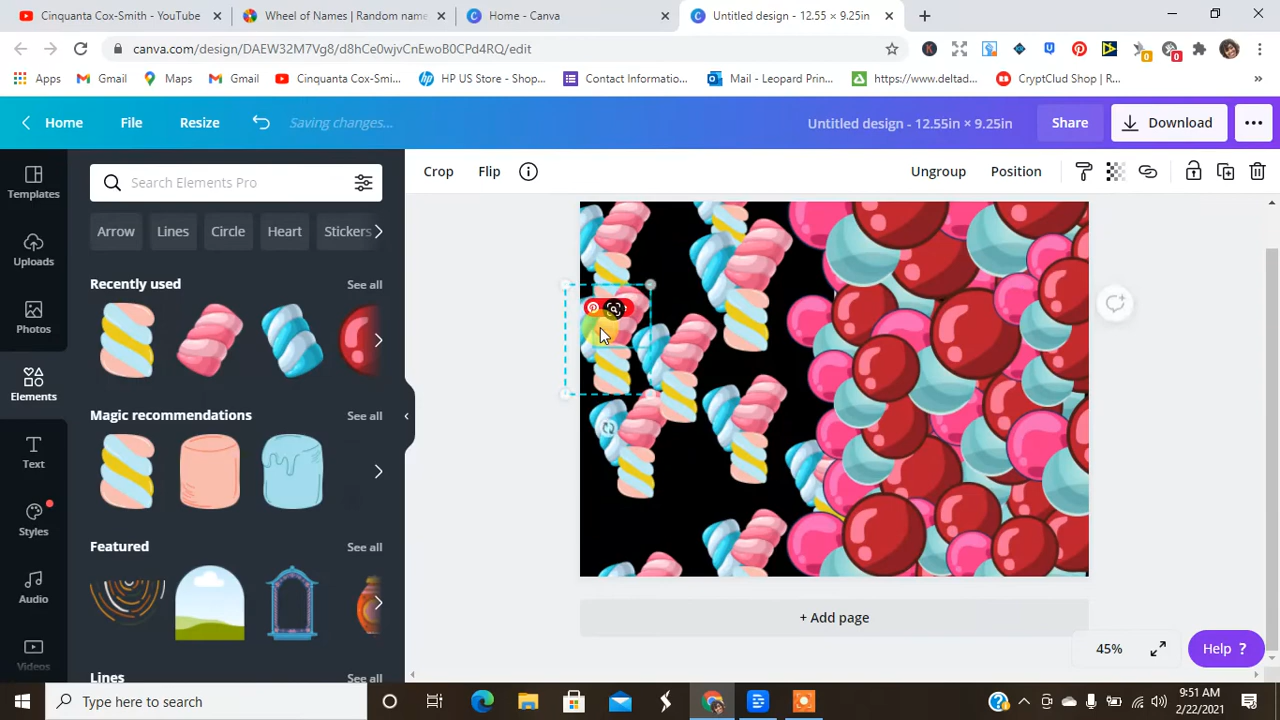 Cinquanta Cox-Smith - YouTube
Wheel of Names | Random name
Home - Canva
Untitled design - 12.55 × 9.25in
canva.com/design/DAEW32M7Vg8/d8hCe0wjvCnEwoB0CPd4RQ/edit
Apps Gmail Maps Gmail Cinquanta Cox-Smi... HP US Store - Shop... Contact Informatio... Mail - Leopard Prin... https://www.deltad... CryptClud Shop | R... »
Home File Resize Saving changes... Untitled design - 12.55in × 9.25in Share Download
Templates
Uploads
Photos
Elements
Text
Styles
Audio
Videos
Search Elements Pro
Arrow Lines Circle Heart Stickers
Recently used See all
Magic recommendations See all
Featured See all
Lines
Crop Flip Ungroup Position
+ Add page
45% Help ?
Type here to search
9:51 AM
2/22/2021